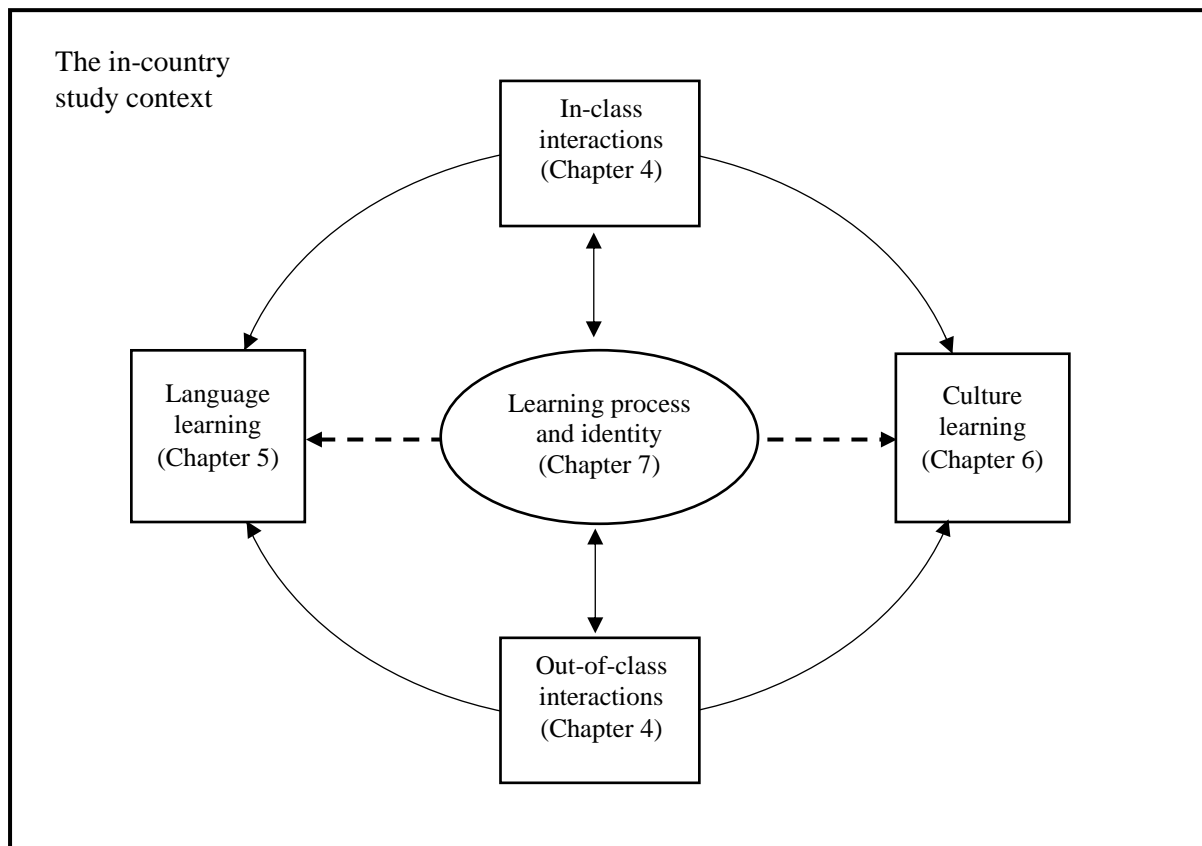 The in-country
study context
In-class
interactions
(Chapter 4)
Language
learning
(Chapter 5)
Learning process
and identity
(Chapter 7)
Culture
learning
(Chapter 6)
Out-of-class
interactions
(Chapter 4)